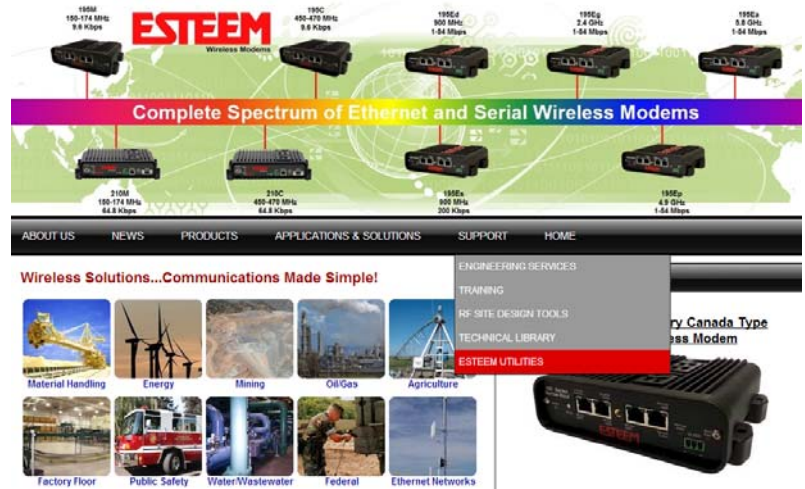 195M
150-174 MHz
9.6 Kbps
ESTEEM
Wireless Modems
195C
450-470 MHz
9.6 Kbps
195Ed
900 MHz
1-54 Mbps
195Eg
2.4 GHz
1-54 Mbps
195Ea
5.8 GHz
1-54 Mbps
Complete Spectrum of Ethernet and Serial Wireless Modems
210M
150-174 MHz
64.8 Kbps
210C
450-470 MHz
64.8 Kbps
195Es
900 MHz
200 Kbps
195Ep
4.9 GHz
1-54 Mbps
ABOUT US NEWS PRODUCTS APPLICATIONS & SOLUTIONS SUPPORT HOME
ENGINEERING SERVICES
TRAINING
RF SITE DESIGN TOOLS
TECHNICAL LIBRARY
ESTEEM UTILITIES
Wireless Solutions...Communications Made Simple!
Material Handling Energy Mining Oil/Gas Agriculture
Factory Floor Public Safety Water/Wastewater Federal Ethernet Networks
ry Canada Type
ess Modem
ESTEEM